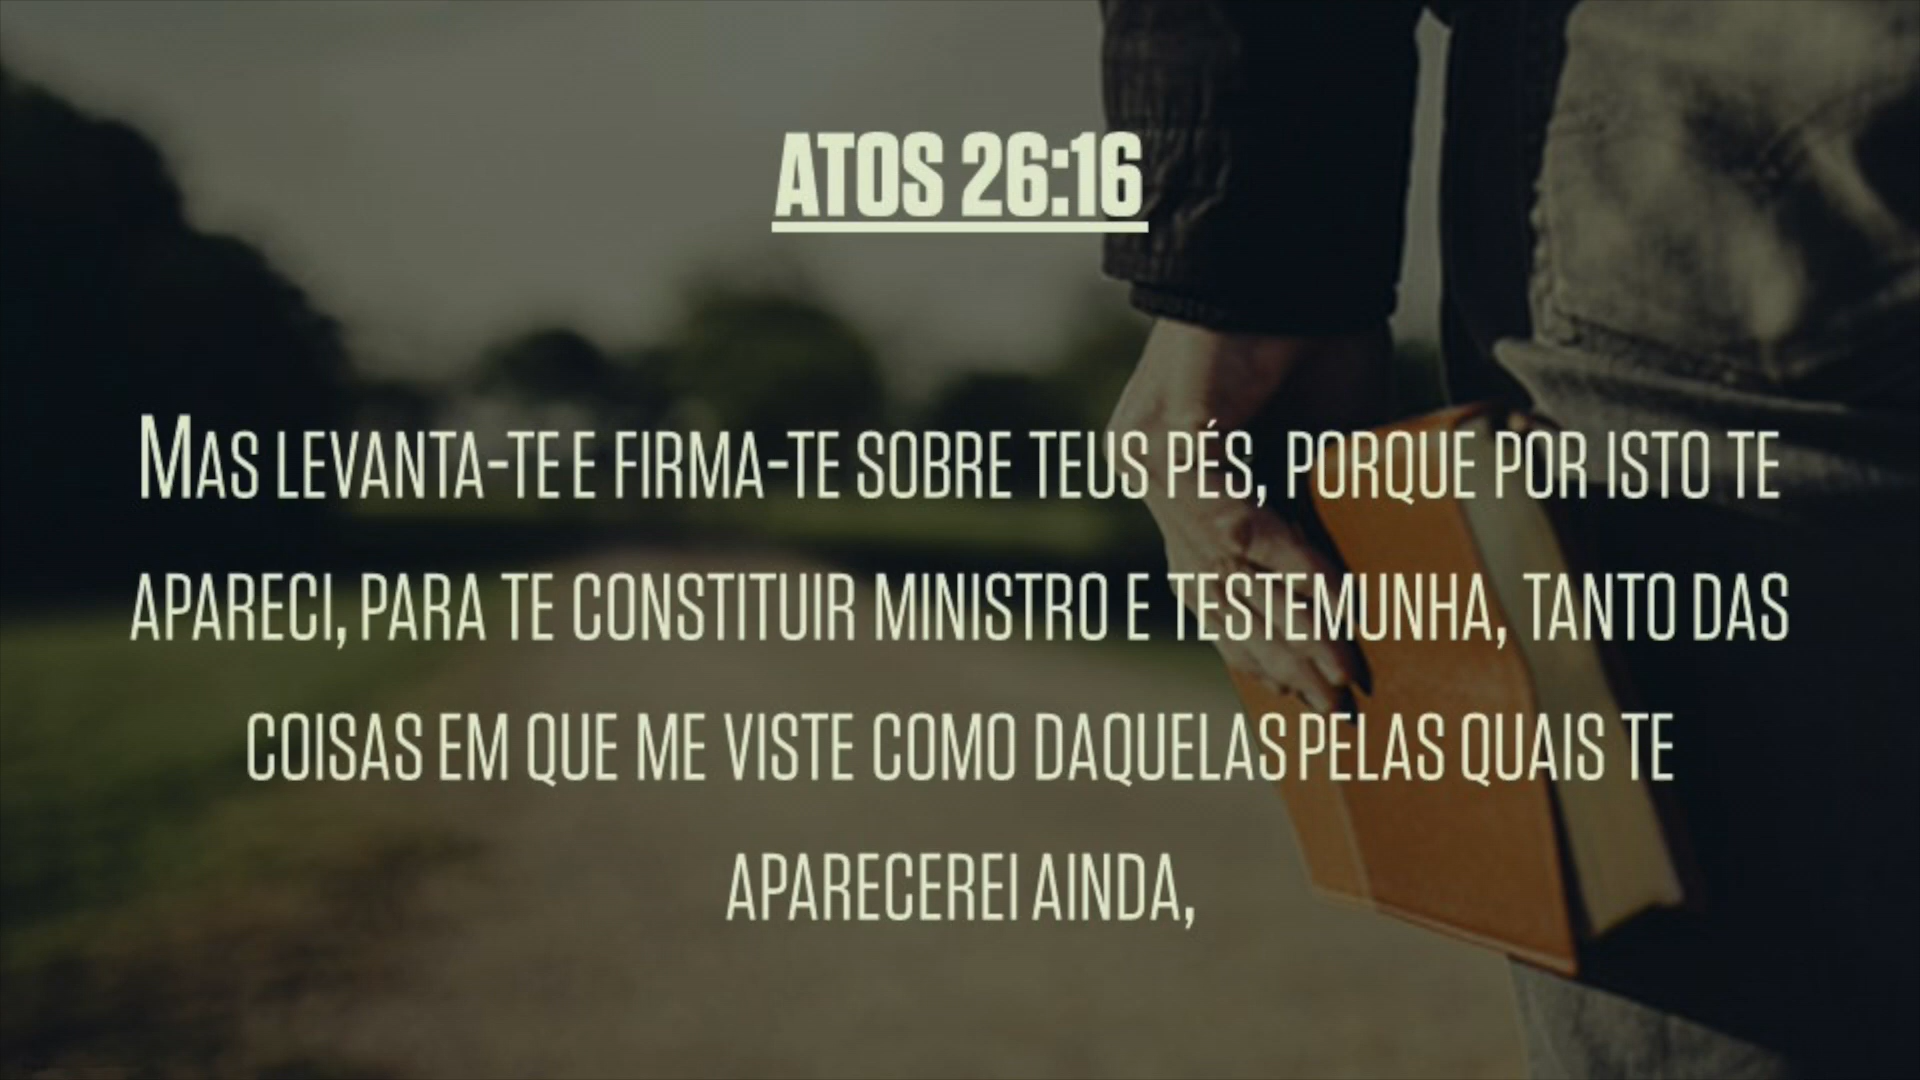 ATOS 26:16
MAS LEVANTA-TE E FIRMA-TE SOBRE TEUS PÉS, PORQUE POR ISTO TE
APARECI, PARA TE CONSTITUIR MINISTRO E TESTEMUNHA, TANTO DAS
COISAS EM QUE ME VISTE COMO DAQUELAS PELAS QUAIS TE
APARECEREI AINDA,